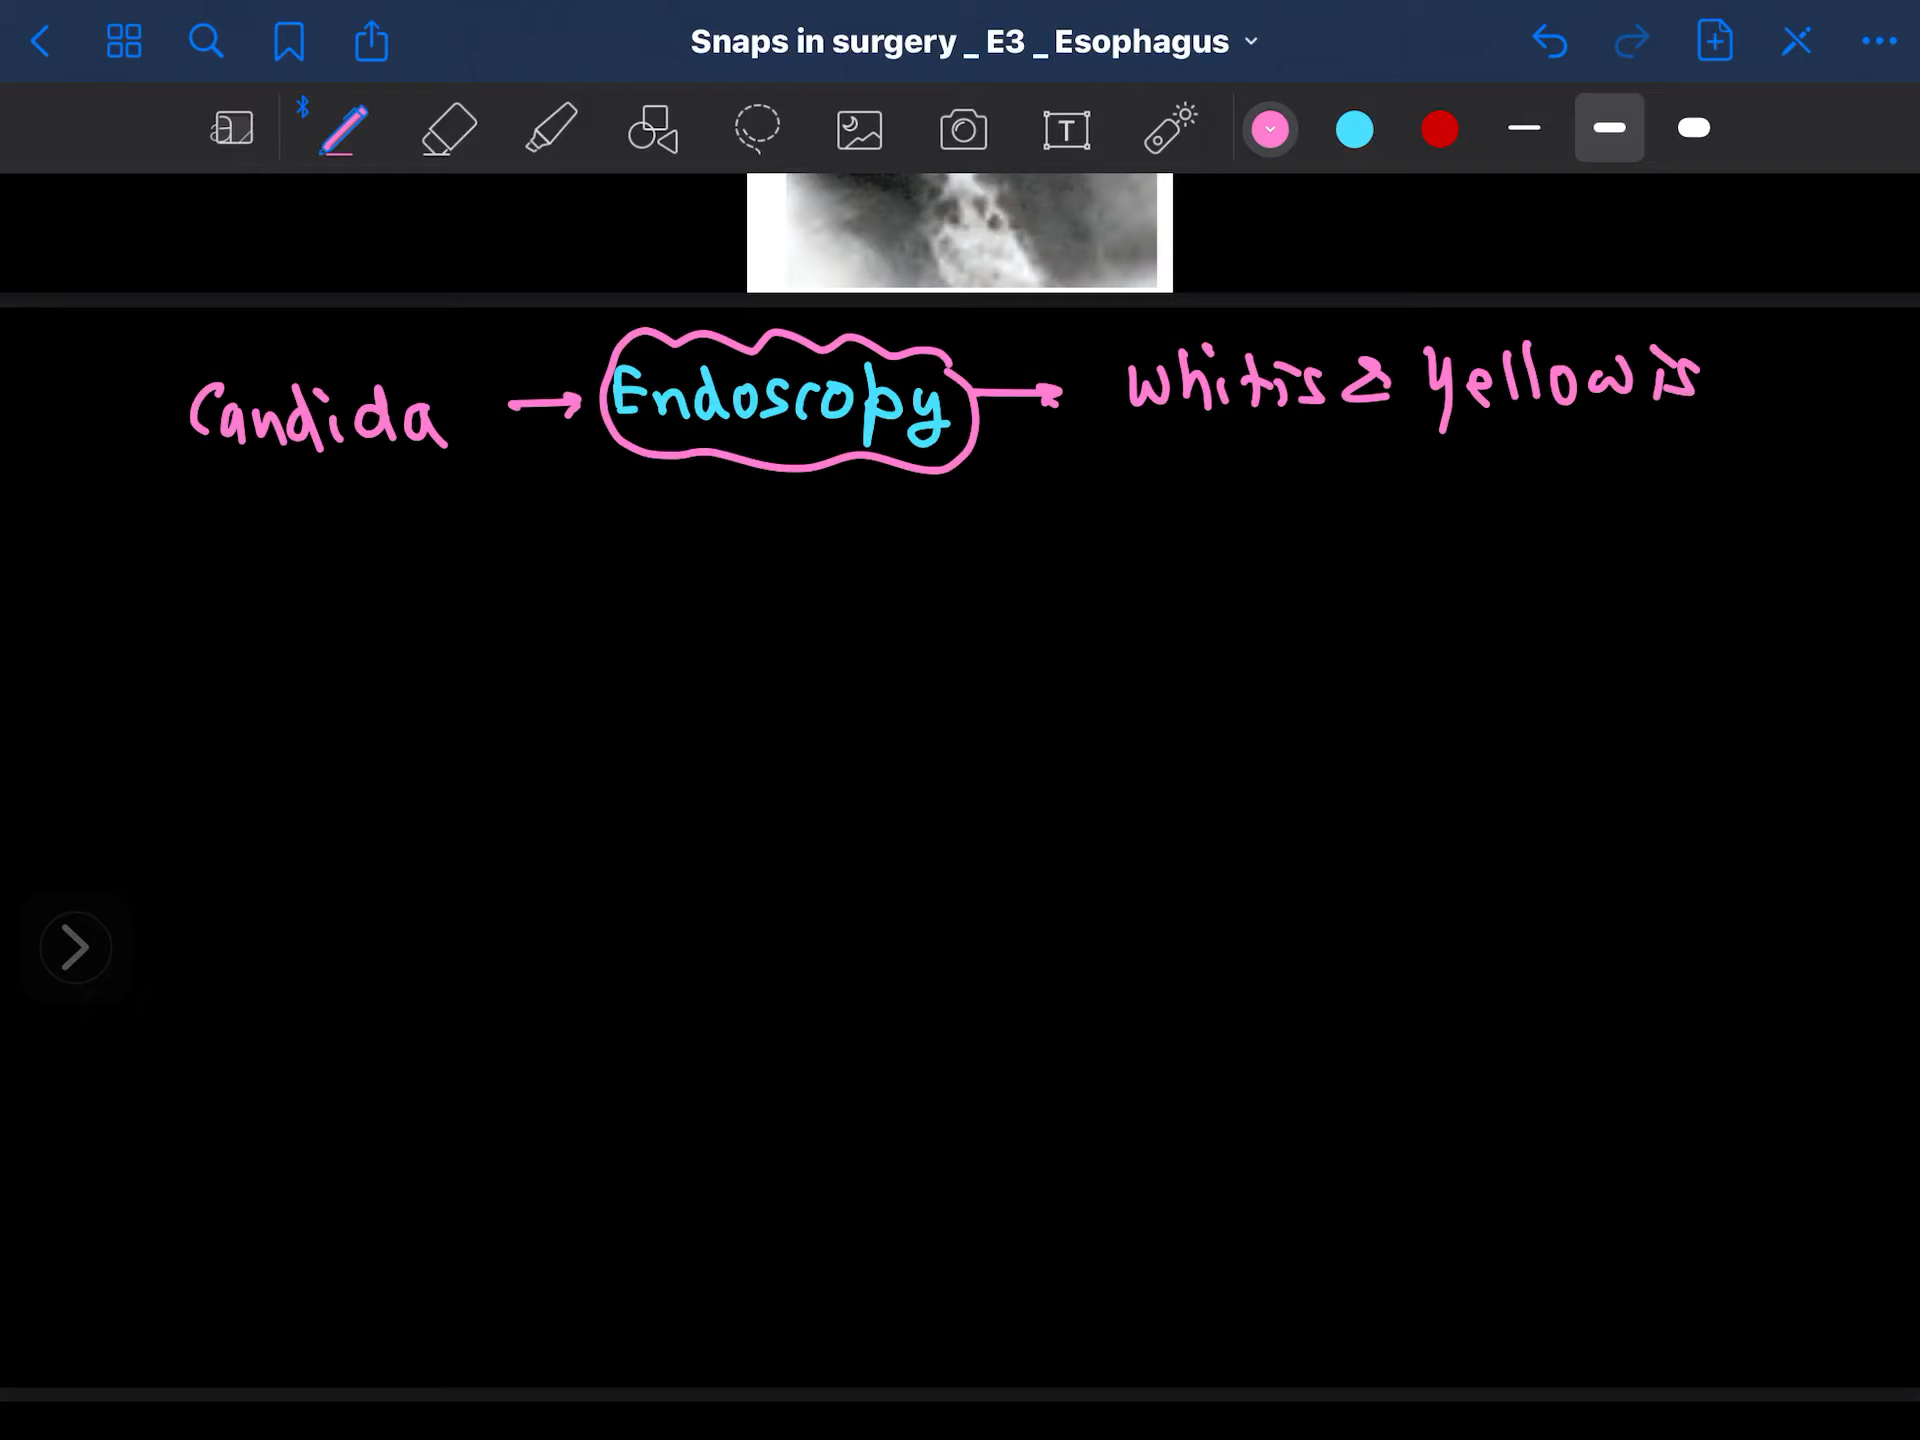 Snaps in surgery _ E3 _ Esophagus
Candida → Endoscopy → whitis & yellowis